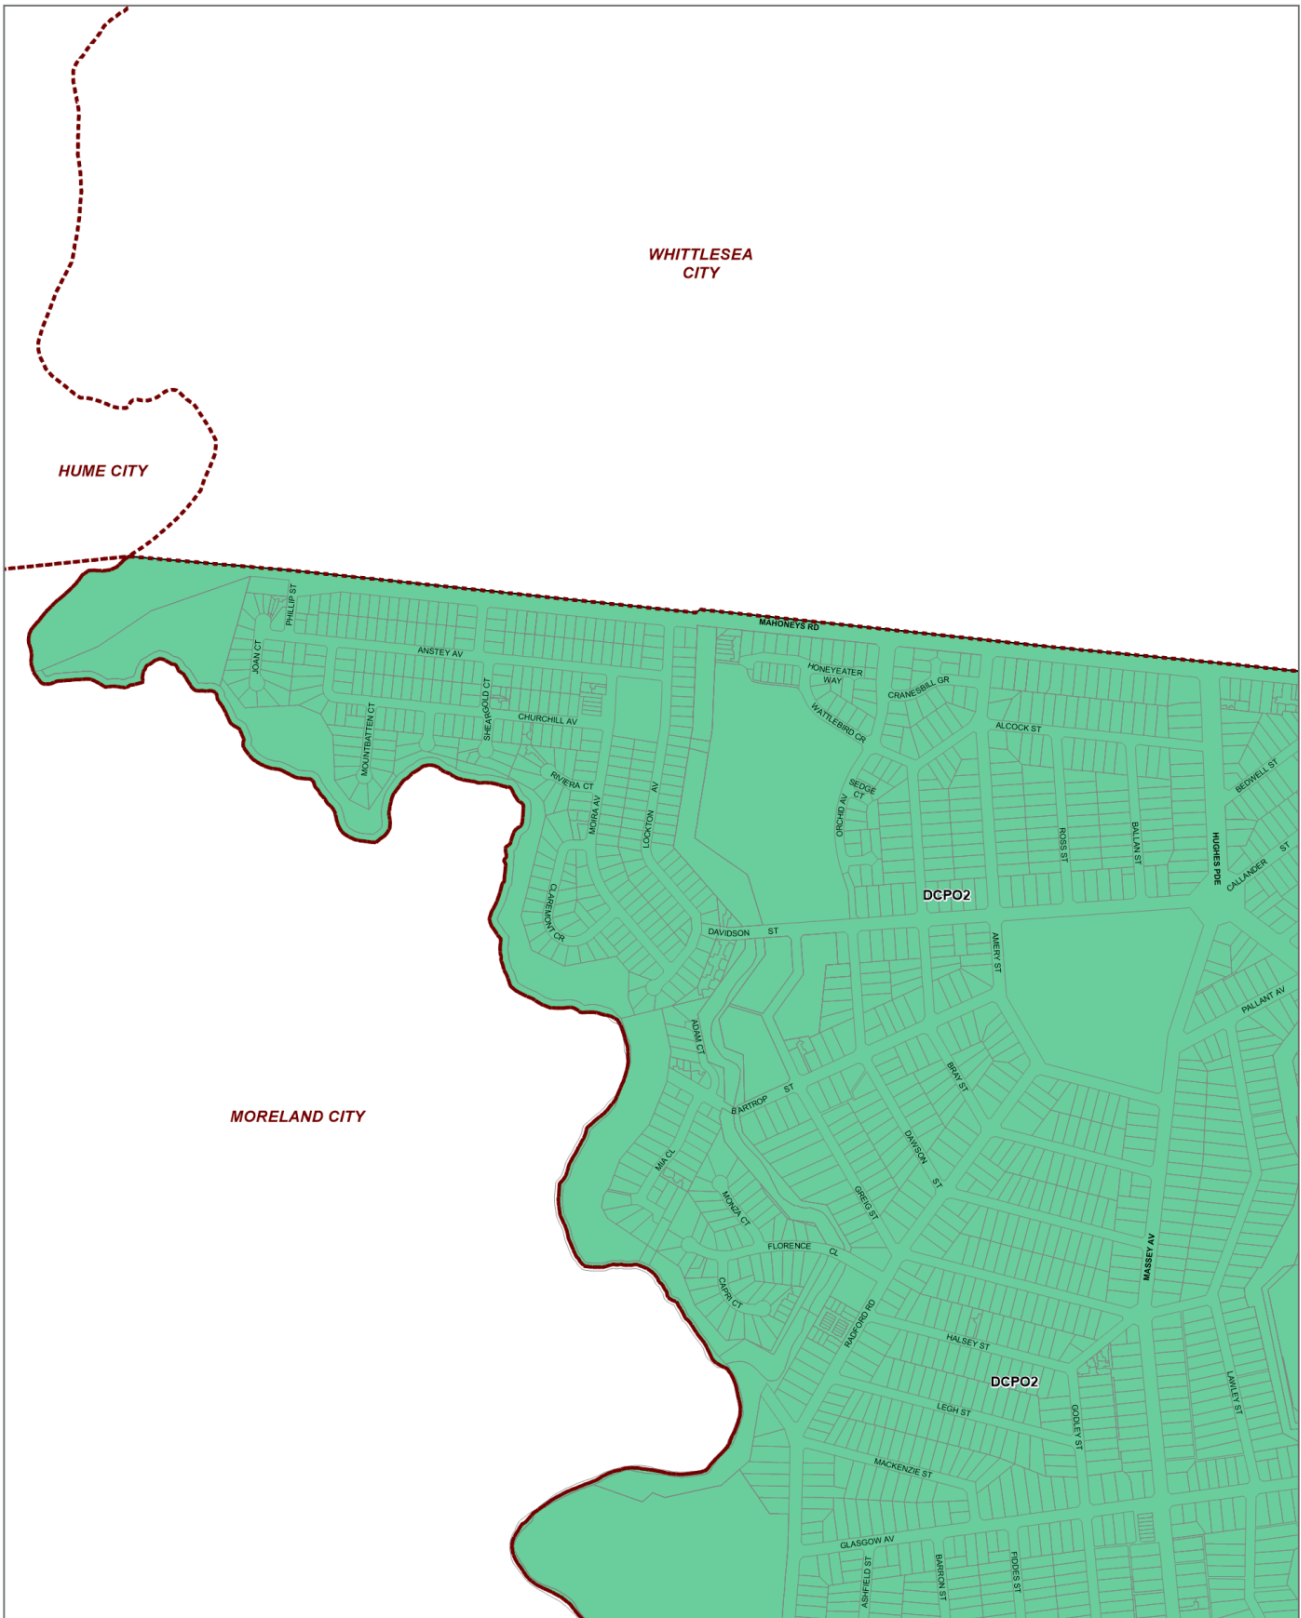 WHITTLESEA
CITY
HUME CITY
MAHONEYS RD
PHILLIP ST
JOAN CT
ANSTEY AV
HONEYEATER
WAY
CRANESBILL GR
SHEARGOLD CT
MOUNTBATTEN CT
CHURCHILL AV
WATTLEBIRD CR
ALCOCK ST
BEDWELL ST
RIVIERA CT
SEDGE
CT
MOIRA AV
LOCKTON AV
ORCHID AV
ROSS ST
BALLAN ST
HUGHES PDE
CALLANDER ST
DCPO2
CLAREMONT CR
DAVIDSON ST
AMERY ST
PALLANT AV
ADAM CT
BRAY ST
BARTROP ST
MORELAND CITY
MIA CL
DAWSON ST
MONZA CT
GREIG ST
FLORENCE CL
MASSEY AV
CAPRI CT
RADFORD RD
HALSEY ST
DCPO2
LAWLEY ST
LEGH ST
GODLEY ST
MACKENZIE ST
GLASGOW AV
ASHFIELD ST
BARRON ST
FIDDES ST